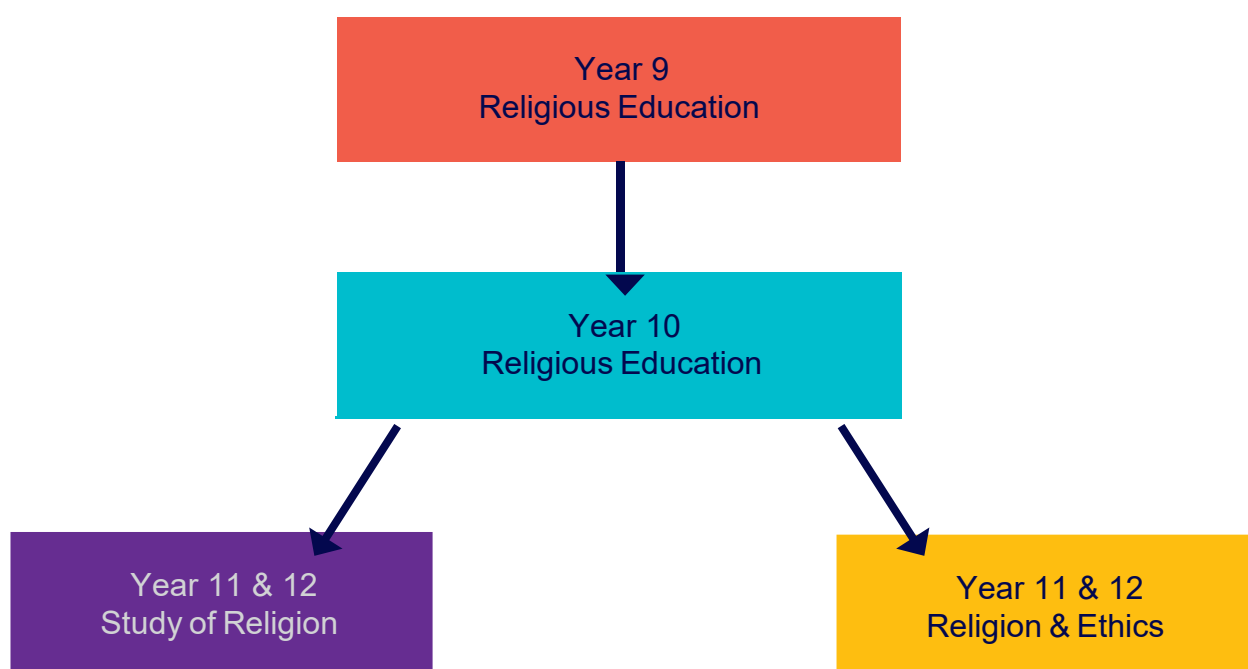 Year 9
Religious Education
Year 10
Religious Education
Year 11 & 12
Study of Religion
Year 11 & 12
Religion & Ethics